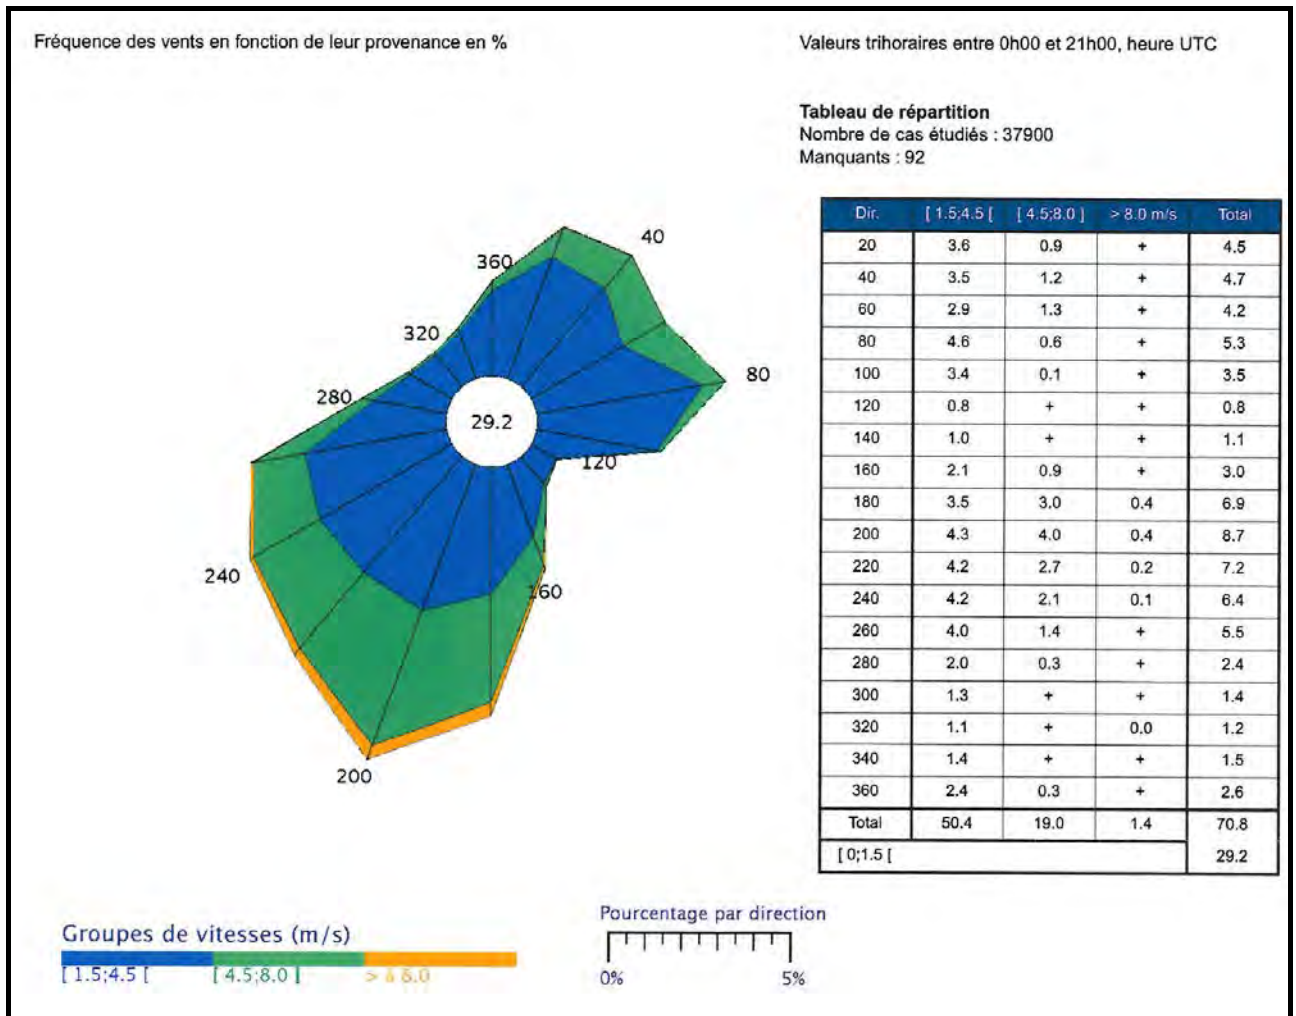 Fréquence des vents en fonction de leur provenance en %
Valeurs trihoraires entre 0h00 et 21h00, heure UTC
Tableau de répartition
Nombre de cas étudiés : 37900
Manquants : 92
40
360
320
80
280
29.2
120
240
160
200
Dir. [ 1.5;4.5 [ [ 4.5;8.0 ] > 8.0 m/s Total
20 3.6 0.9 + 4.5
40 3.5 1.2 + 4.7
60 2.9 1.3 + 4.2
80 4.6 0.6 + 5.3
100 3.4 0.1 + 3.5
120 0.8 + + 0.8
140 1.0 + + 1.1
160 2.1 0.9 + 3.0
180 3.5 3.0 0.4 6.9
200 4.3 4.0 0.4 8.7
220 4.2 2.7 0.2 7.2
240 4.2 2.1 0.1 6.4
260 4.0 1.4 + 5.5
280 2.0 0.3 + 2.4
300 1.3 + + 1.4
320 1.1 + 0.0 1.2
340 1.4 + + 1.5
360 2.4 0.3 + 2.6
Total 50.4 19.0 1.4 70.8
[ 0;1.5 [ 29.2
Groupes de vitesses (m/s)
[ 1.5;4.5 [ [ 4.5;8.0 ] > à 8.0
Pourcentage par direction
0% 5%